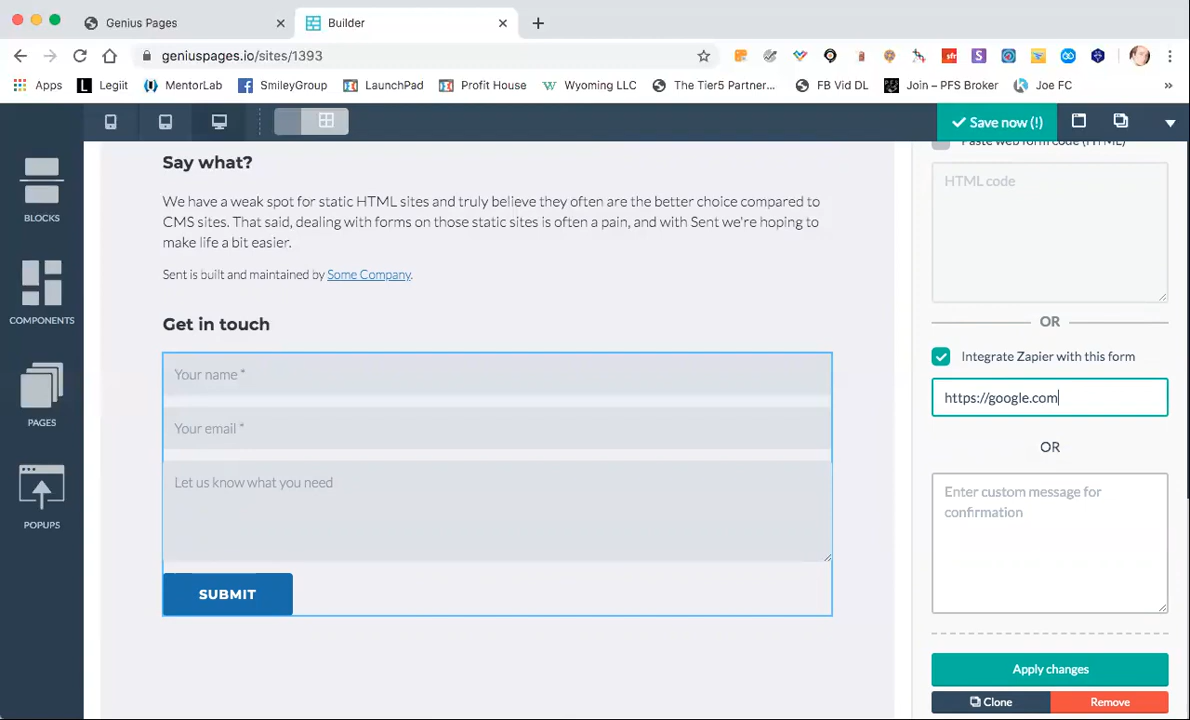 Genius Pages
Builder
geniuspages.io/sites/1393
Apps
Legiit
MentorLab
SmileyGroup
LaunchPad
Profit House
Wyoming LLC
The Tier5 Partner...
FB Vid DL
Join – PFS Broker
Joe FC
»
Save now (!)
BLOCKS
COMPONENTS
PAGES
POPUPS
Say what?
We have a weak spot for static HTML sites and truly believe they often are the better choice compared to
CMS sites. That said, dealing with forms on those static sites is often a pain, and with Sent we're hoping to
make life a bit easier.
Sent is built and maintained by Some Company.
Get in touch
Your name *
Your email *
Let us know what you need
SUBMIT
Paste web form code (HTML)
HTML code
OR
Integrate Zapier with this form
https://google.com
OR
Enter custom message for
confirmation
Apply changes
Clone
Remove